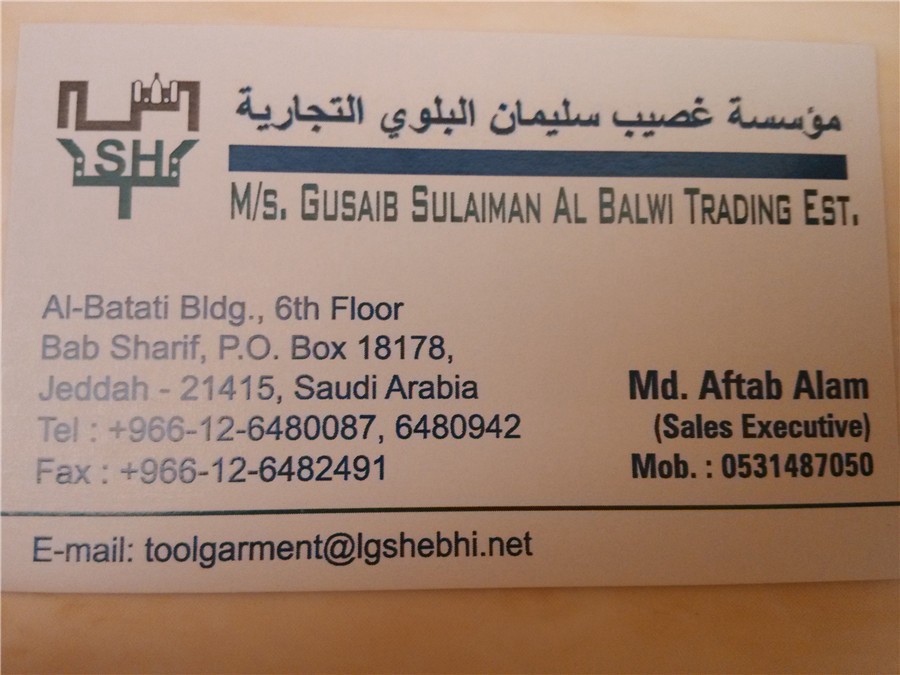 مؤسسة غصيب سليمان البلوي التجارية
SH
M/S. GUSAIB SULAIMAN AL BALWI TRADING EST.
Al-Batati Bldg., 6th Floor
Bab Sharif, P.O. Box 18178,
Jeddah - 21415, Saudi Arabia
Tel : +966-12-6480087, 6480942
Fax : +966-12-6482491
Md. Aftab Alam
(Sales Executive)
Mob. : 0531487050
E-mail: toolgarment@lgshebhi.net